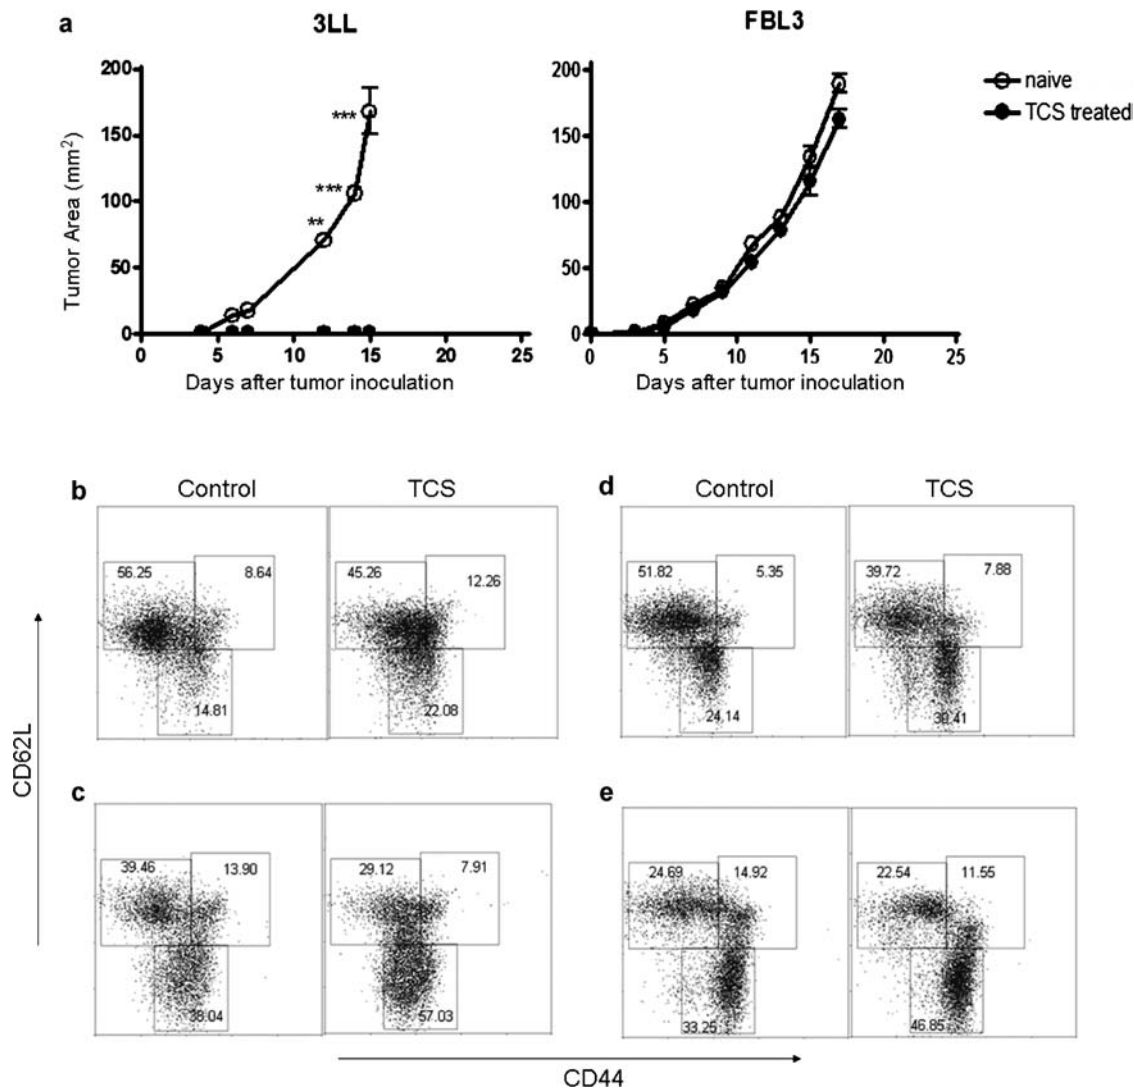 a
3LL
FBL3
200
150
100
50
0
Tumor Area (mm²)
0 5 10 15 20 25
Days after tumor inoculation
***
***
**
200
150
100
50
0
0 5 10 15 20 25
Days after tumor inoculation
naive
TCS treated
b
Control
TCS
56.25 8.64
14.81
45.26 12.26
22.08
d
Control
TCS
51.82 5.35
24.14
39.72 7.88
30.41
c
39.46 13.90
38.04
29.12 7.91
57.03
e
24.69 14.92
33.25
22.54 11.55
46.85
CD62L
CD44